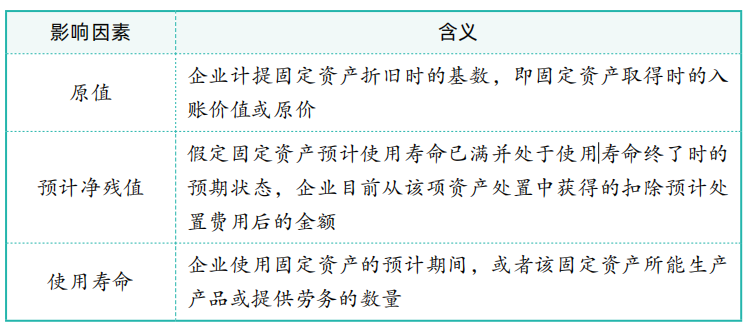 影响因素 含义
原值
企业计提固定资产折旧时的基数，即固定资产取得时的入
账价值或原价
预计净残值
假定固定资产预计使用寿命已满并处于使用寿命终了时的
预期状态，企业目前从该项资产处置中获得的扣除预计处
置费用后的金额
使用寿命
企业使用固定资产的预计期间，或者该固定资产所能生产
产品或提供劳务的数量